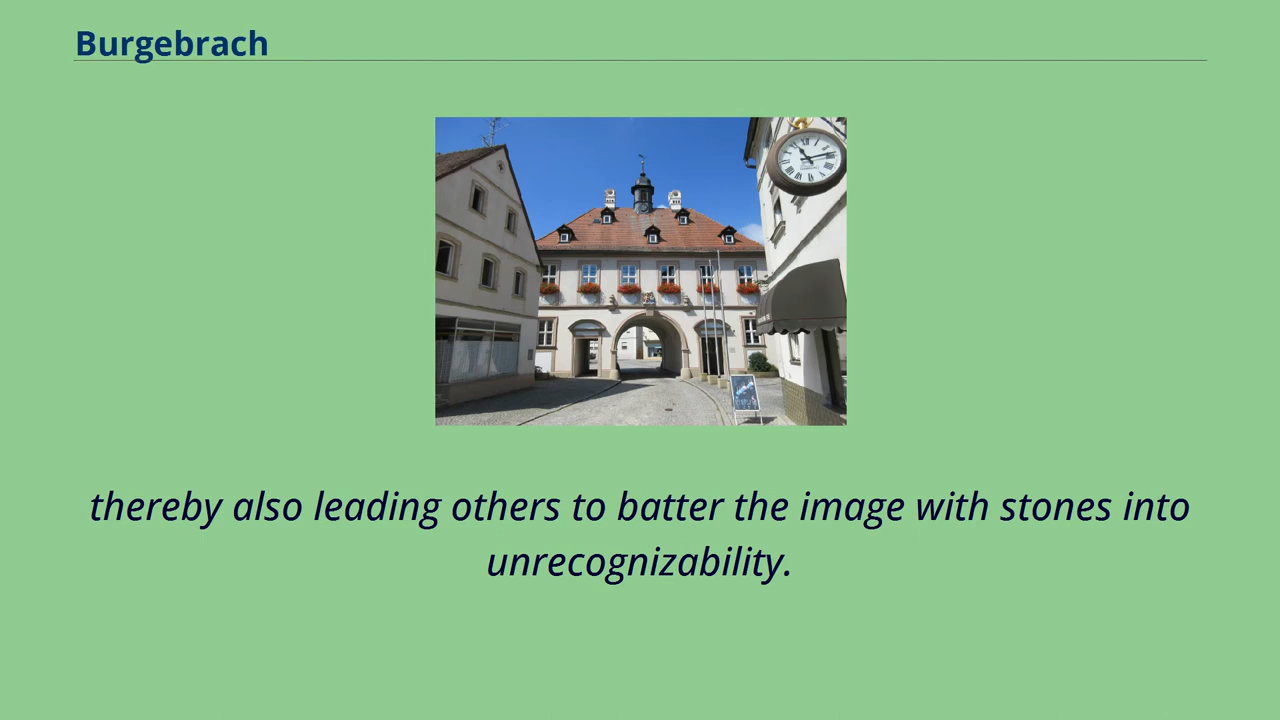 Burgebrach
thereby also leading others to batter the image with stones into
unrecognizability.